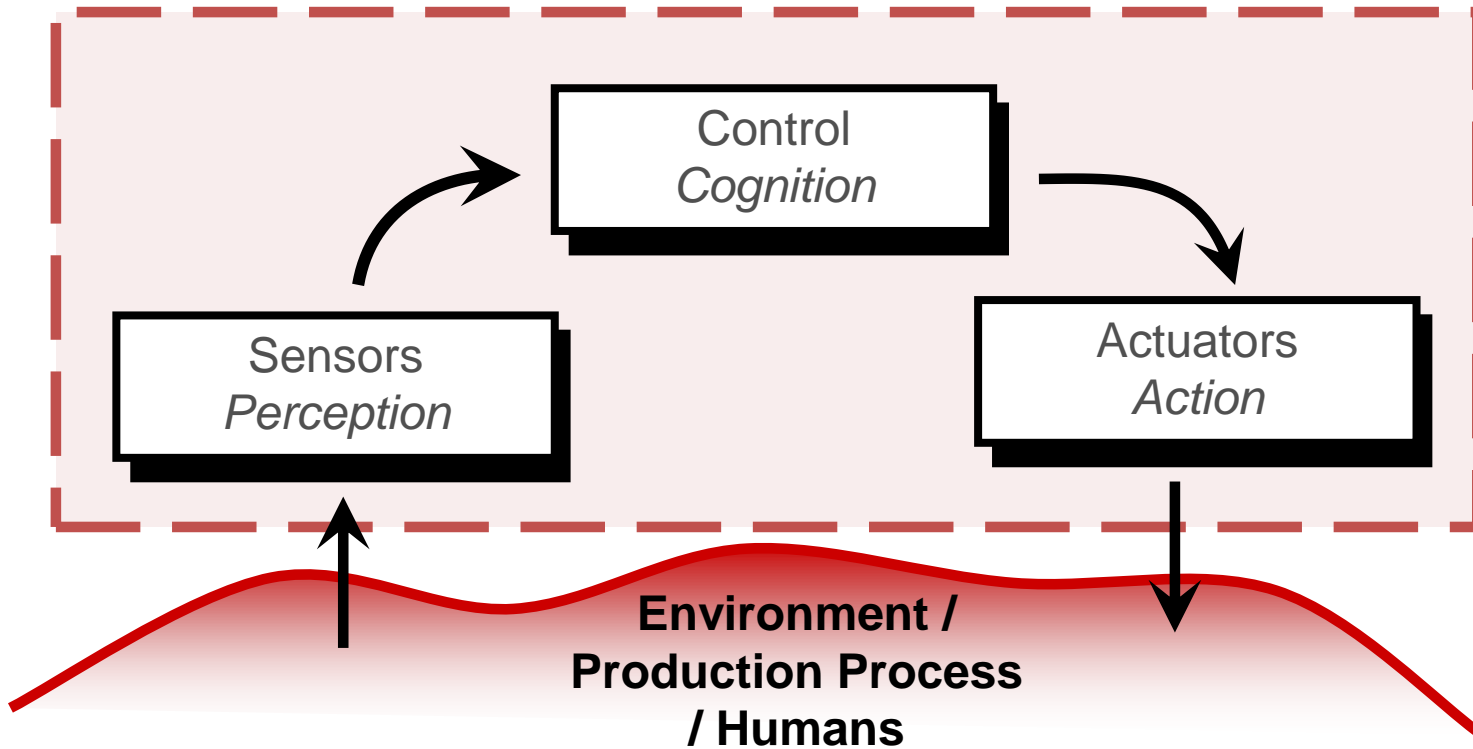 Control
Cognition
Sensors
Perception
Actuators
Action
Environment /
Production Process
/ Humans